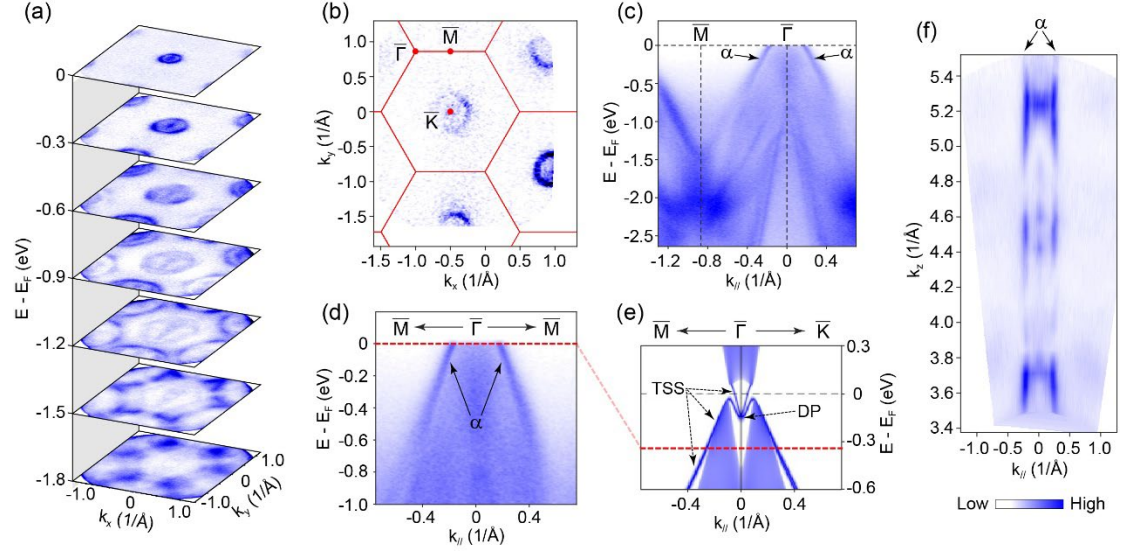 (a)
0
-0.3
-0.6
-0.9
-1.2
-1.5
-1.8
E - E_F (eV)
-1.0 0 1.0
k_x (1/Å)
-1.0 0 1.0
k_y (1/Å)
(b)
M̅
Γ̅
K̅
1.0
0.5
0
-0.5
-1.0
-1.5
k_y (1/Å)
-1.5 -1.0 -0.5 0 0.5 1.0
k_x (1/Å)
(c)
M̅ Γ̅
α α
0
-0.5
-1.0
-1.5
-2.0
-2.5
E - E_F (eV)
-1.2 -0.8 -0.4 0 0.4
k_// (1/Å)
(d)
M̅ ← Γ̅ → M̅
α
0
-0.2
-0.4
-0.6
-0.8
-1.0
E - E_F (eV)
-0.4 0 0.4
k_// (1/Å)
(e)
M̅ ← Γ̅ → K̅
TSS
DP
0.3
0
-0.3
-0.6
E - E_F (eV)
-0.4 0 0.4
k_// (1/Å)
(f)
α
5.4
5.2
5.0
4.8
4.6
4.4
4.2
4.0
3.8
3.6
3.4
k_z (1/Å)
-1.0 -0.5 0 0.5 1.0
k_// (1/Å)
Low High